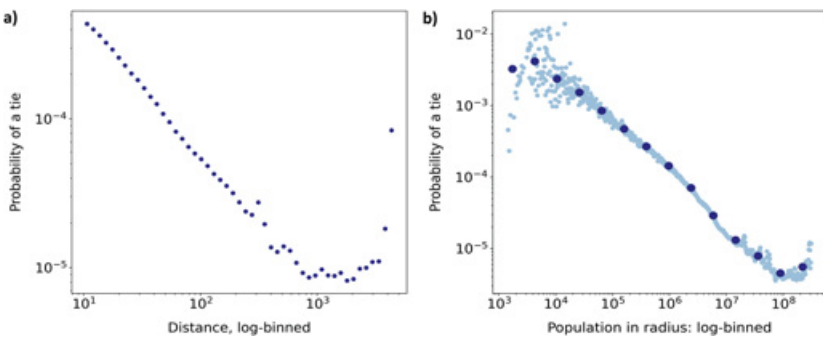 a)
Probability of a tie
10⁻⁴
10⁻⁵
10¹
10²
10³
Distance, log-binned
b)
Probability of a tie
10⁻²
10⁻³
10⁻⁴
10⁻⁵
10³
10⁴
10⁵
10⁶
10⁷
10⁸
Population in radius: log-binned